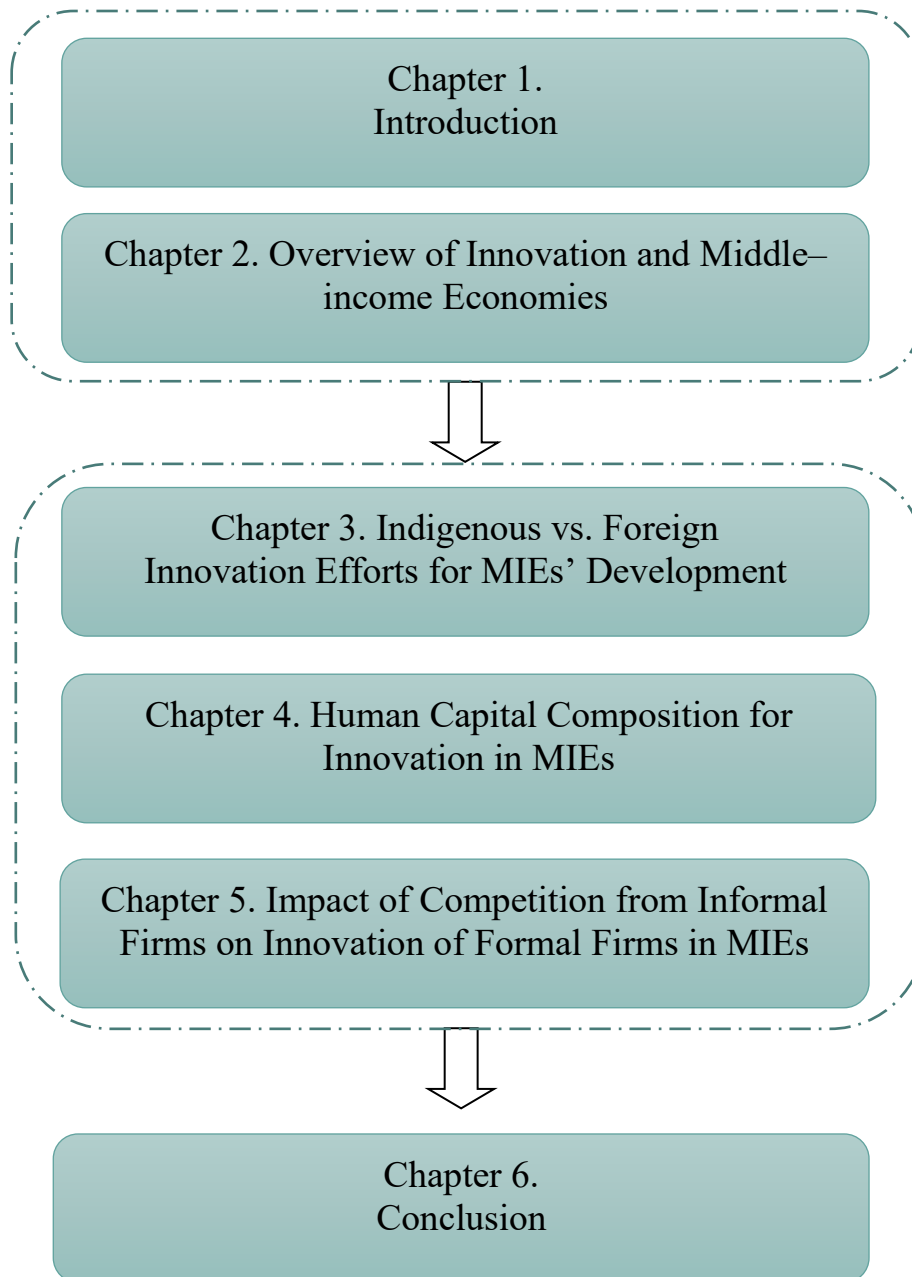 Chapter 1.
Introduction
Chapter 2. Overview of Innovation and Middle–
income Economies
Chapter 3. Indigenous vs. Foreign
Innovation Efforts for MIEs’ Development
Chapter 4. Human Capital Composition for
Innovation in MIEs
Chapter 5. Impact of Competition from Informal
Firms on Innovation of Formal Firms in MIEs
Chapter 6.
Conclusion